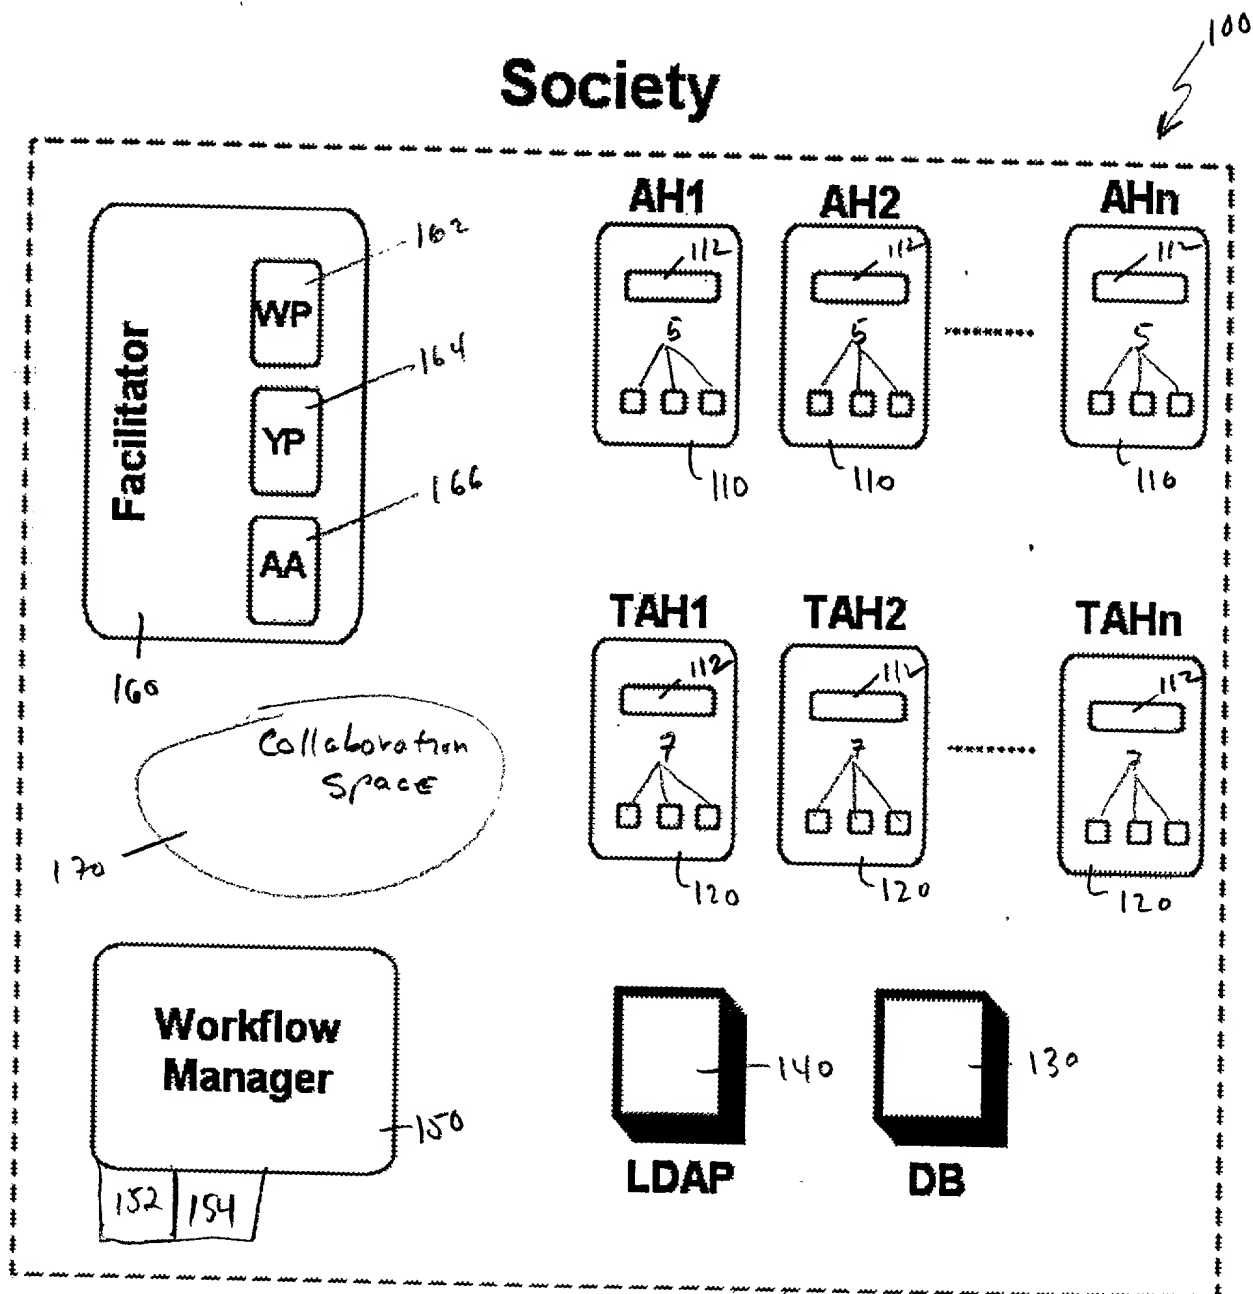 100
Society
AH1 AH2 AHn
112 112 112
162
WP
5 5 5
164
Facilitator
YP
110 110 110
166
AA
TAH1 TAH2 TAHn
160
112 112 112
Collaboration
Space
7 7 7
170
120 120 120
Workflow
Manager
140 130
150
LDAP DB
152 154